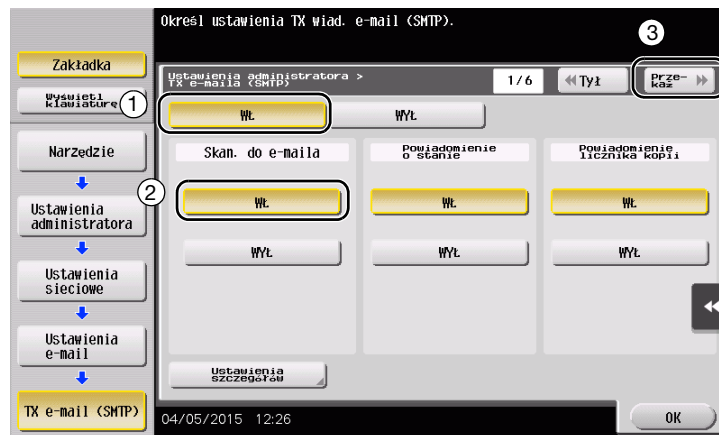 Określ ustawienia TX wiad. e-mail (SMTP).
3
Zakładka
Wyświetl
klawiaturę
1
Ustawienia administratora >
TX e-maila (SMTP)
1/6
Tył
Prze-
każ
WŁ
WYŁ
Narzędzie
Skan. do e-maila
Powiadomienie
o stanie
Powiadomienie
licznika kopii
2
Ustawienia
administratora
WŁ
WŁ
WŁ
WYŁ
WYŁ
WYŁ
Ustawienia
sieciowe
Ustawienia
e-mail
Ustawienia
szczegółów
TX e-mail (SMTP)
04/05/2015 12:26
OK